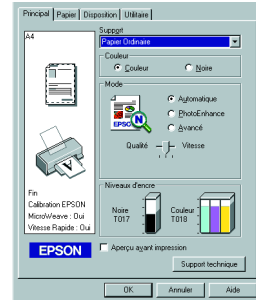 Principal Papier Disposition Utilitaire
A4
Support
Papier Ordinaire
Couleur
Couleur Noire
Mode
Automatique
PhotoEnhance
Avancé
EPSON
Qualité Vitesse
Fin
Calibration EPSON
MicroWeave : Oui
Vitesse Rapide : Oui
Niveaux d'encre
Noire
T017
Couleur
T018
EPSON
Aperçu avant impression
Support technique
OK Annuler Aide